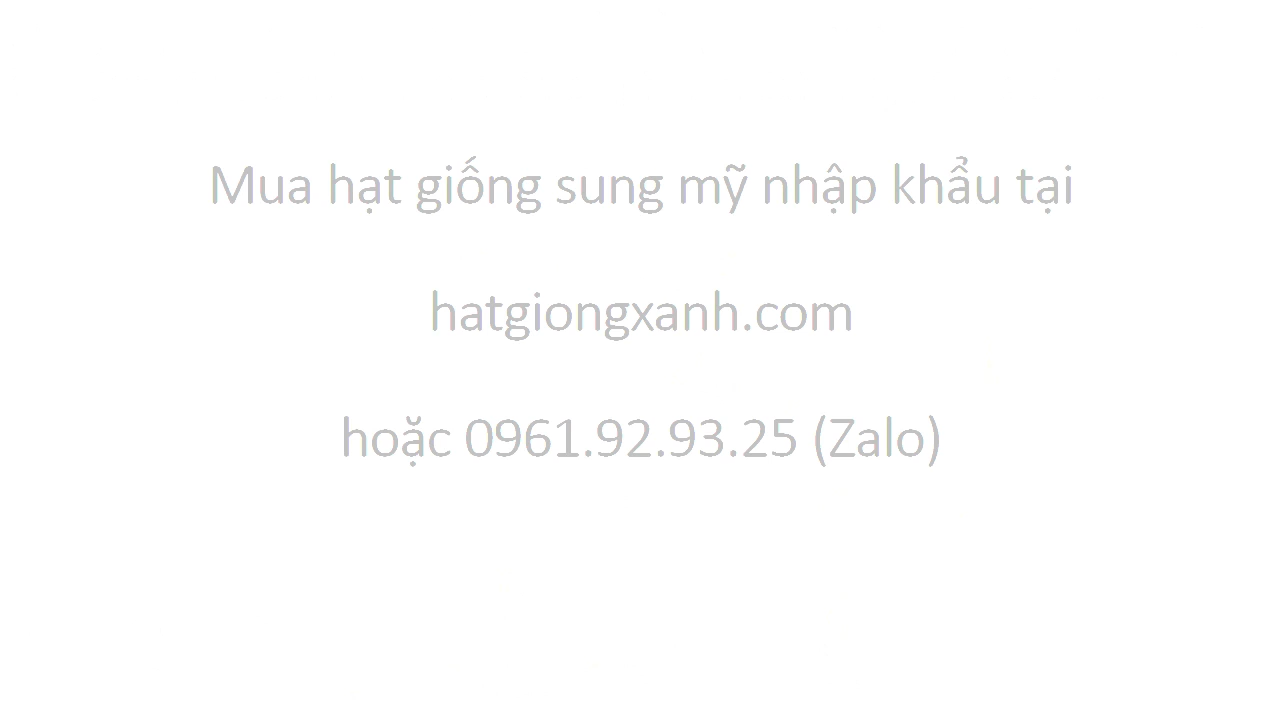 Mua hạt giống sung mỹ nhập khẩu tại
hatgiongxanh.com
hoặc 0961.92.93.25 (Zalo)